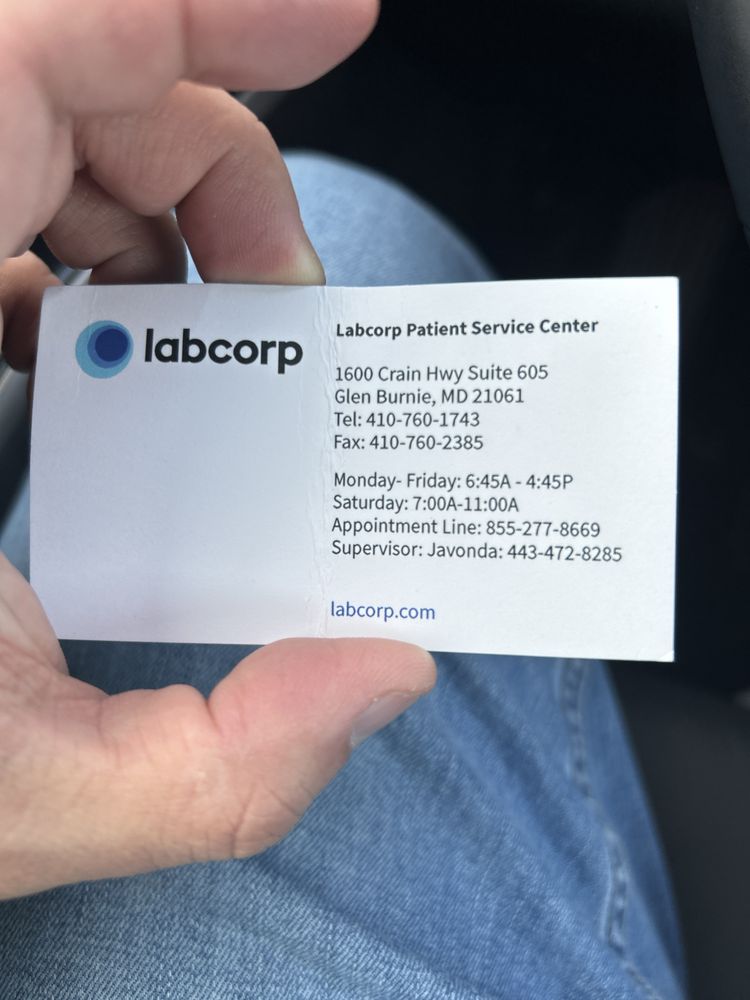 labcorp
Labcorp Patient Service Center
1600 Crain Hwy Suite 605
Glen Burnie, MD 21061
Tel: 410-760-1743
Fax: 410-760-2385
Monday- Friday: 6:45A - 4:45P
Saturday: 7:00A-11:00A
Appointment Line: 855-277-8669
Supervisor: Javonda: 443-472-8285
labcorp.com